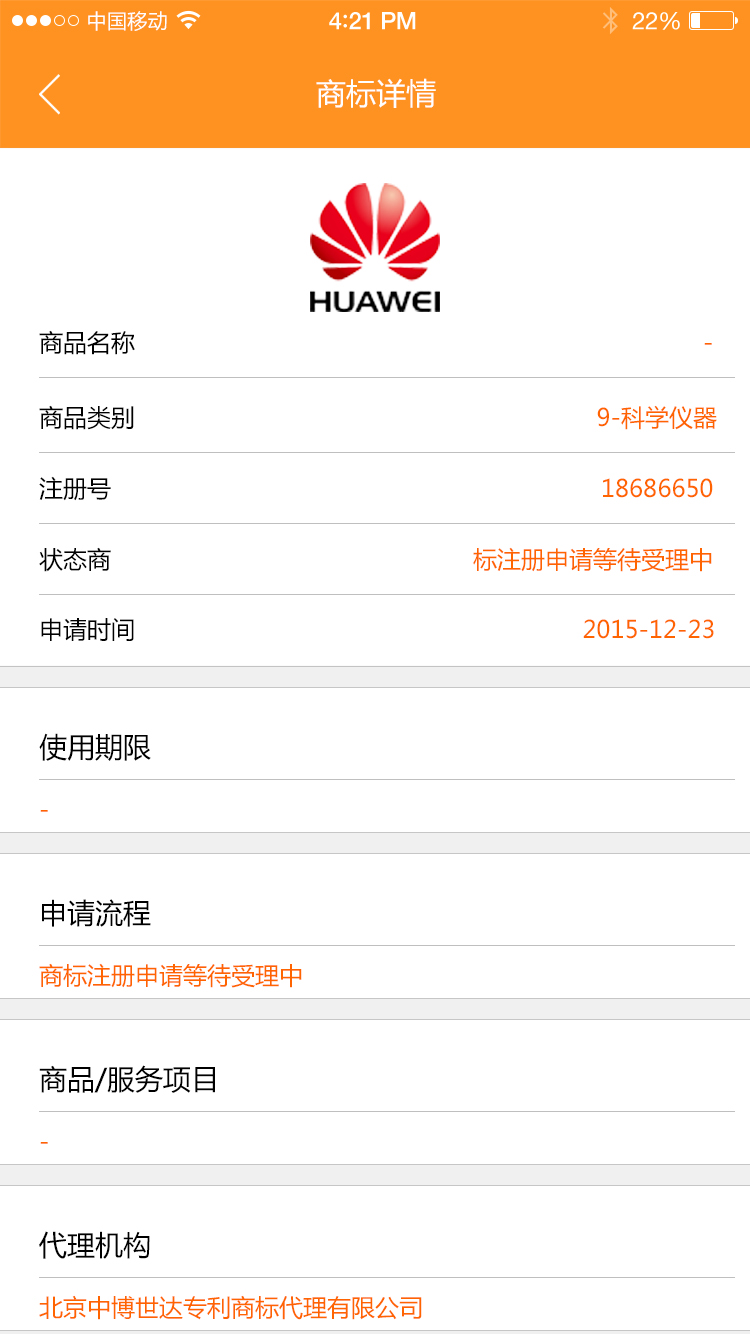 中国移动 4:21 PM 22%
商标详情
HUAWEI
商品名称 -
商品类别 9-科学仪器
注册号 18686650
状态商 标注册申请等待受理中
申请时间 2015-12-23
使用期限
-
申请流程
商标注册申请等待受理中
商品/服务项目
-
代理机构
北京中博世达专利商标代理有限公司